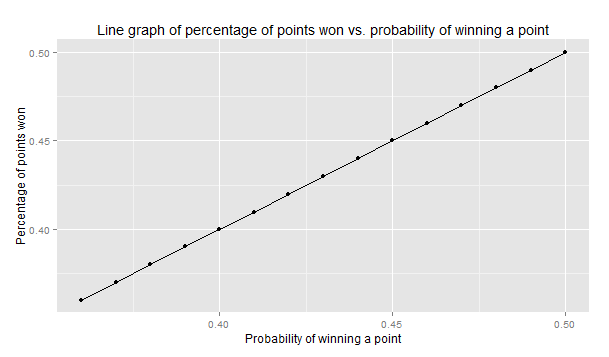 Line graph of percentage of points won vs. probability of winning a point
Percentage of points won
0.50
0.45
0.40
0.40 0.45 0.50
Probability of winning a point